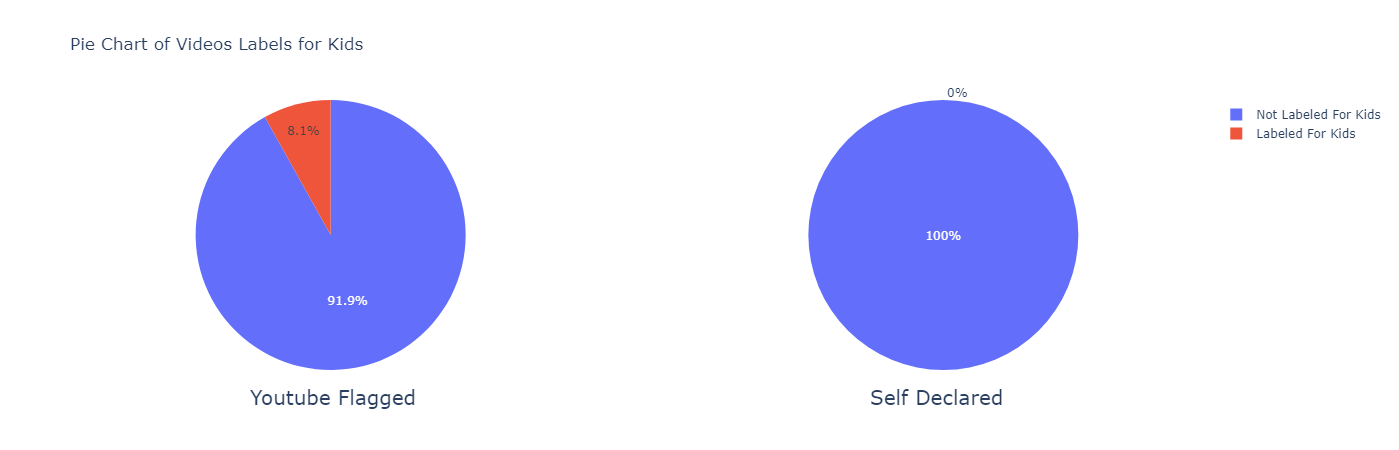 Pie Chart of Videos Labels for Kids
8.1%
91.9%
Youtube Flagged
0%
100%
Self Declared
Not Labeled For Kids
Labeled For Kids